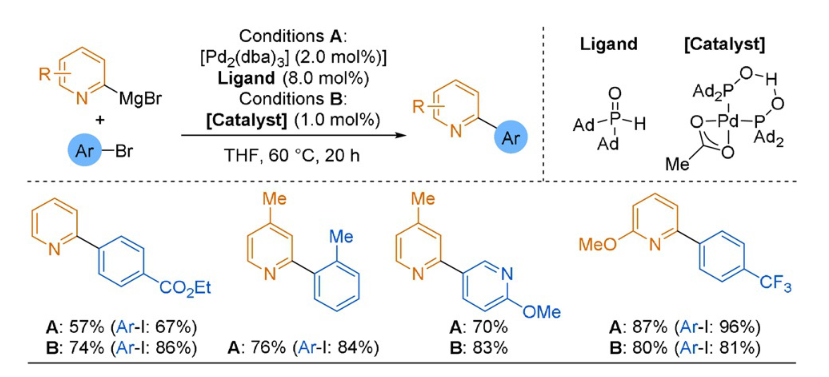 R
N
MgBr
+
Ar
Br
Conditions A:
[Pd2(dba)3] (2.0 mol%)]
Ligand (8.0 mol%)
Conditions B:
[Catalyst] (1.0 mol%)
THF, 60 °C, 20 h
R
N
Ar
Ligand
O
Ad P H
Ad
[Catalyst]
O H
Ad2P O
O Pd P
O Ad2
Me
N
CO2Et
A: 57% (Ar-I: 67%)
B: 74% (Ar-I: 86%)
Me
Me
N
A: 76% (Ar-I: 84%)
Me
N
N
OMe
A: 70%
B: 83%
MeO
N
CF3
A: 87% (Ar-I: 96%)
B: 80% (Ar-I: 81%)